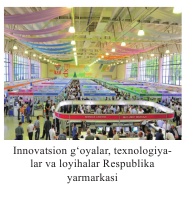 Innovatsion g‘oyalar, texnologiya-
lar va loyihalar Respublika
yarmarkasi